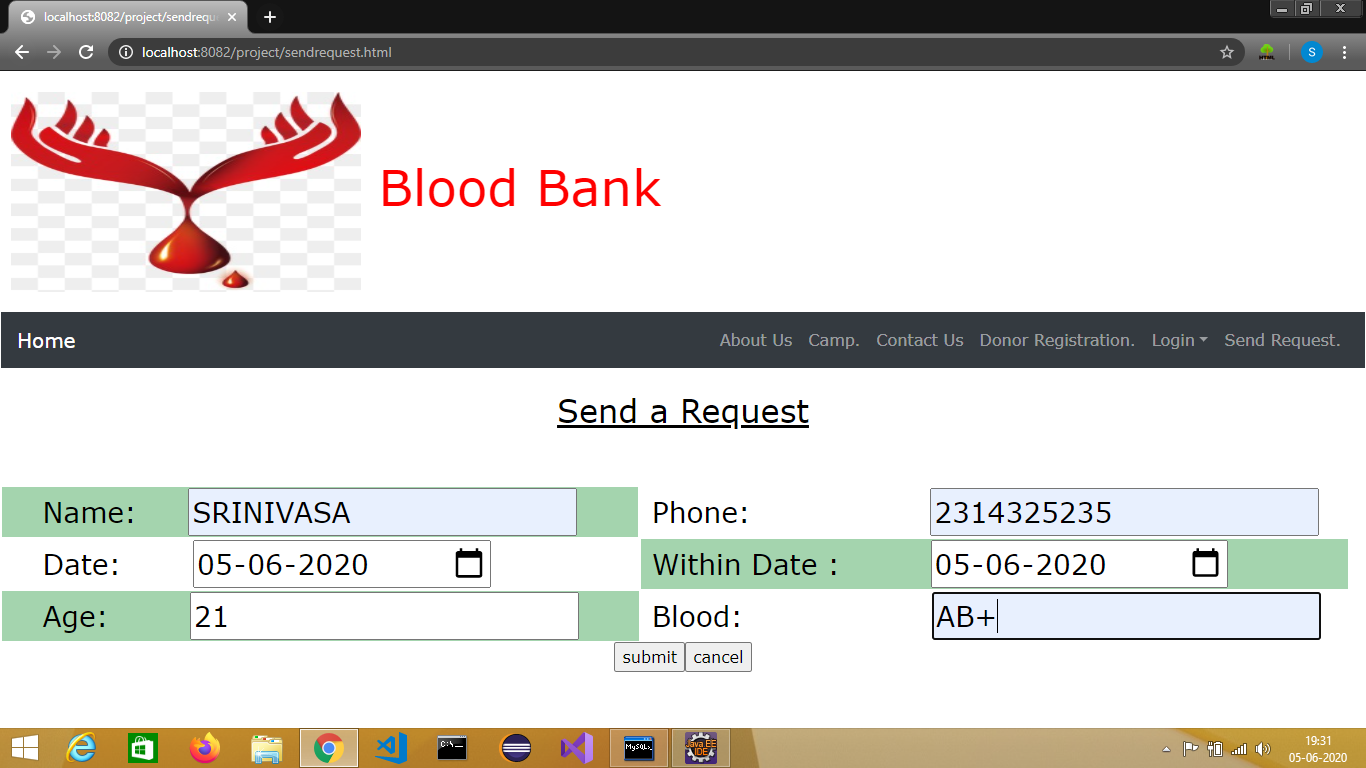 localhost:8082/project/sendreque
localhost:8082/project/sendrequest.html
S
Blood Bank
Home About Us Camp. Contact Us Donor Registration. Login Send Request.
Send a Request
Name: SRINIVASA Phone: 2314325235
Date: 05-06-2020 Within Date : 05-06-2020
Age: 21 Blood: AB+
submit cancel
C:\ MySQL Java EE IDE
19:31
05-06-2020